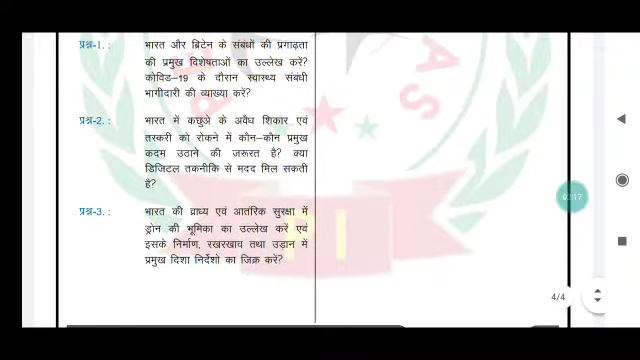 प्रश्न-1. : भारत और ब्रिटेन के संबंधों की प्रगाढ़ता
की प्रमुख विशेषताओं का उल्लेख करें?
कोविड-19 के दौरान स्वास्थ्य संबंधी
भागीदारी की व्याख्या करें?
प्रश्न-2. : भारत में कछुओ के अवैध शिकार एवं
तस्करी को रोकने में कौन-कौन प्रमुख
कदम उठाने की जरूरत है? क्या
डिजिटल तकनीकि से मदद मिल सकती
है?
प्रश्न-3. : भारत की व्राध्य एवं आतंरिक सुरक्षा में
ड्रोन की भूमिका का उल्लेख करें एवं
इसके निर्माण, रखरखाव तथा उड़ान में
प्रमुख दिशा निर्देशो का जिक्र करें?
4/4